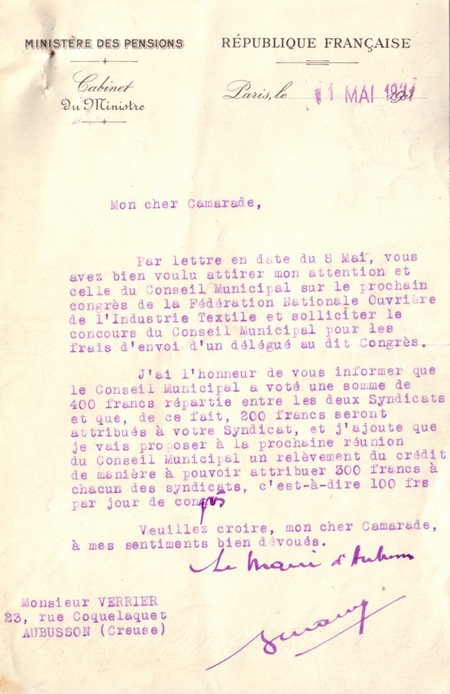 MINISTÈRE DES PENSIONS
RÉPUBLIQUE FRANÇAISE
Cabinet
Du Ministre
Paris, le 11 MAI 193
Mon cher Camarade,
Par lettre en date du 8 Mai, vous
avez bien voulu attirer mon attention et
celle du Conseil Municipal sur le prochain
congrès de la Fédération Nationale Ouvrière
de l'Industrie Textile et solliciter le
concours du Conseil Municipal pour les
frais d'envoi d'un délégué au dit Congrès.
J'ai l'honneur de vous informer que
le Conseil Municipal a voté une somme de
400 francs répartie entre les deux Syndicats
et que, de ce fait, 200 francs seront
attribués à votre Syndicat, et j'ajoute que
je vais proposer à la prochaine réunion
du Conseil Municipal un relèvement du crédit
de manière à pouvoir attribuer 300 francs à
chacun des syndicats, c'est-à-dire 100 frs
par jour de congrès
Veuillez croire, mon cher Camarade,
à mes sentiments bien dévoués.
Le Maire d'Aubusson
Monsieur VERRIER
23, rue Coquelaquet
AUBUSSON (Creuse)